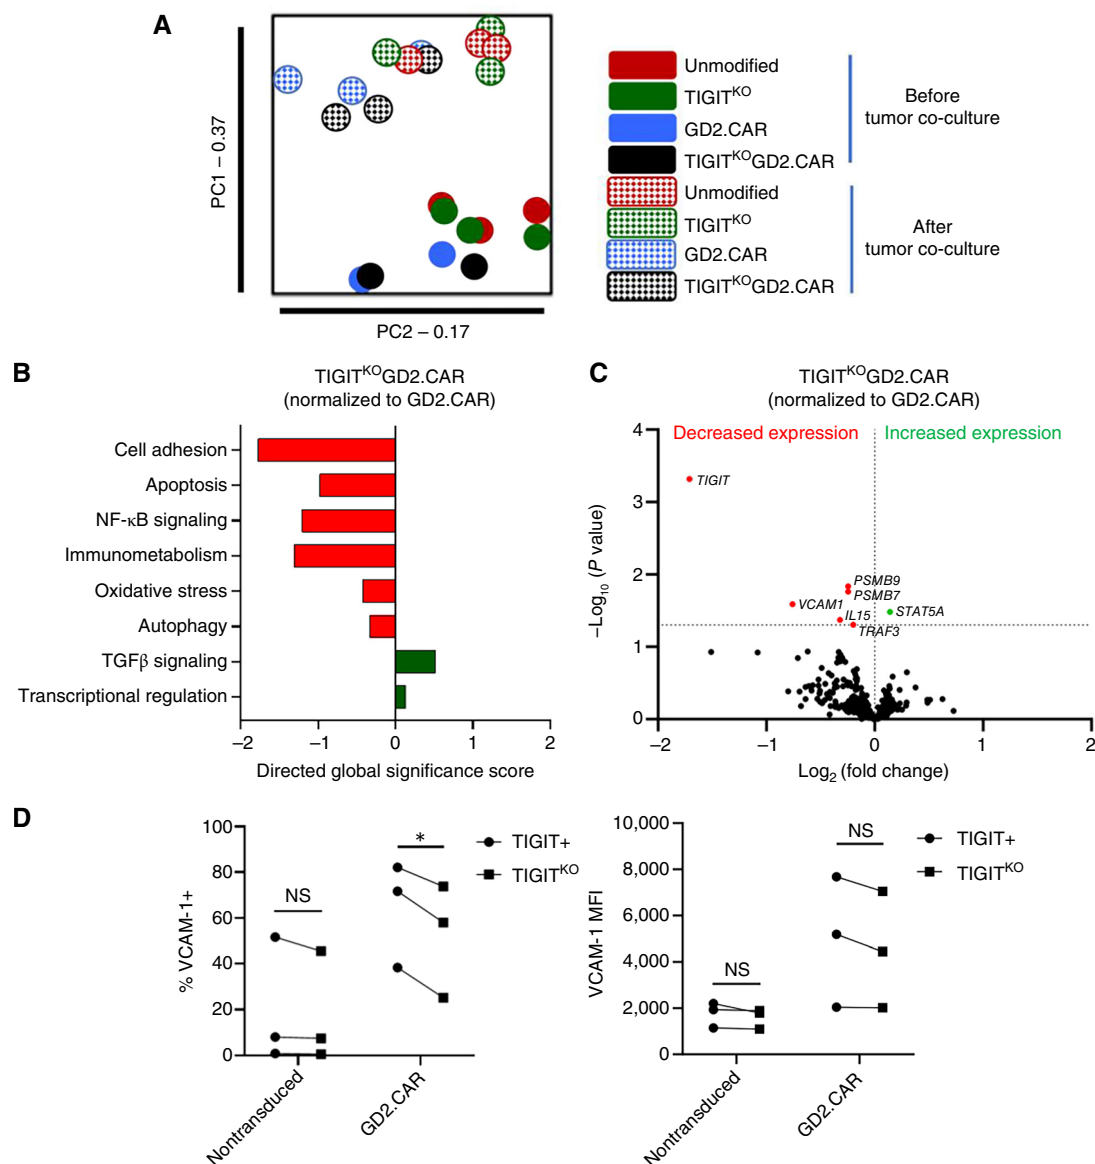 A
PC1 – 0.37
PC2 – 0.17
Unmodified
TIGITKO
GD2.CAR
TIGITKOGD2.CAR
Before
tumor co-culture
Unmodified
TIGITKO
GD2.CAR
TIGITKOGD2.CAR
After
tumor co-culture
B
TIGITKOGD2.CAR
(normalized to GD2.CAR)
Cell adhesion
Apoptosis
NF-κB signaling
Immunometabolism
Oxidative stress
Autophagy
TGFβ signaling
Transcriptional regulation
–2 –1 0 1 2
Directed global significance score
C
TIGITKOGD2.CAR
(normalized to GD2.CAR)
Decreased expression
Increased expression
–Log10 (P value)
4
3
2
1
0
TIGIT
PSMB9
PSMB7
VCAM1
IL15
STAT5A
TRAF3
–2 –1 0 1 2
Log2 (fold change)
D
% VCAM-1+
100
80
60
40
20
0
NS
*
TIGIT+
TIGITKO
Nontransduced
GD2.CAR
VCAM-1 MFI
10,000
8,000
6,000
4,000
2,000
0
NS
NS
TIGIT+
TIGITKO
Nontransduced
GD2.CAR